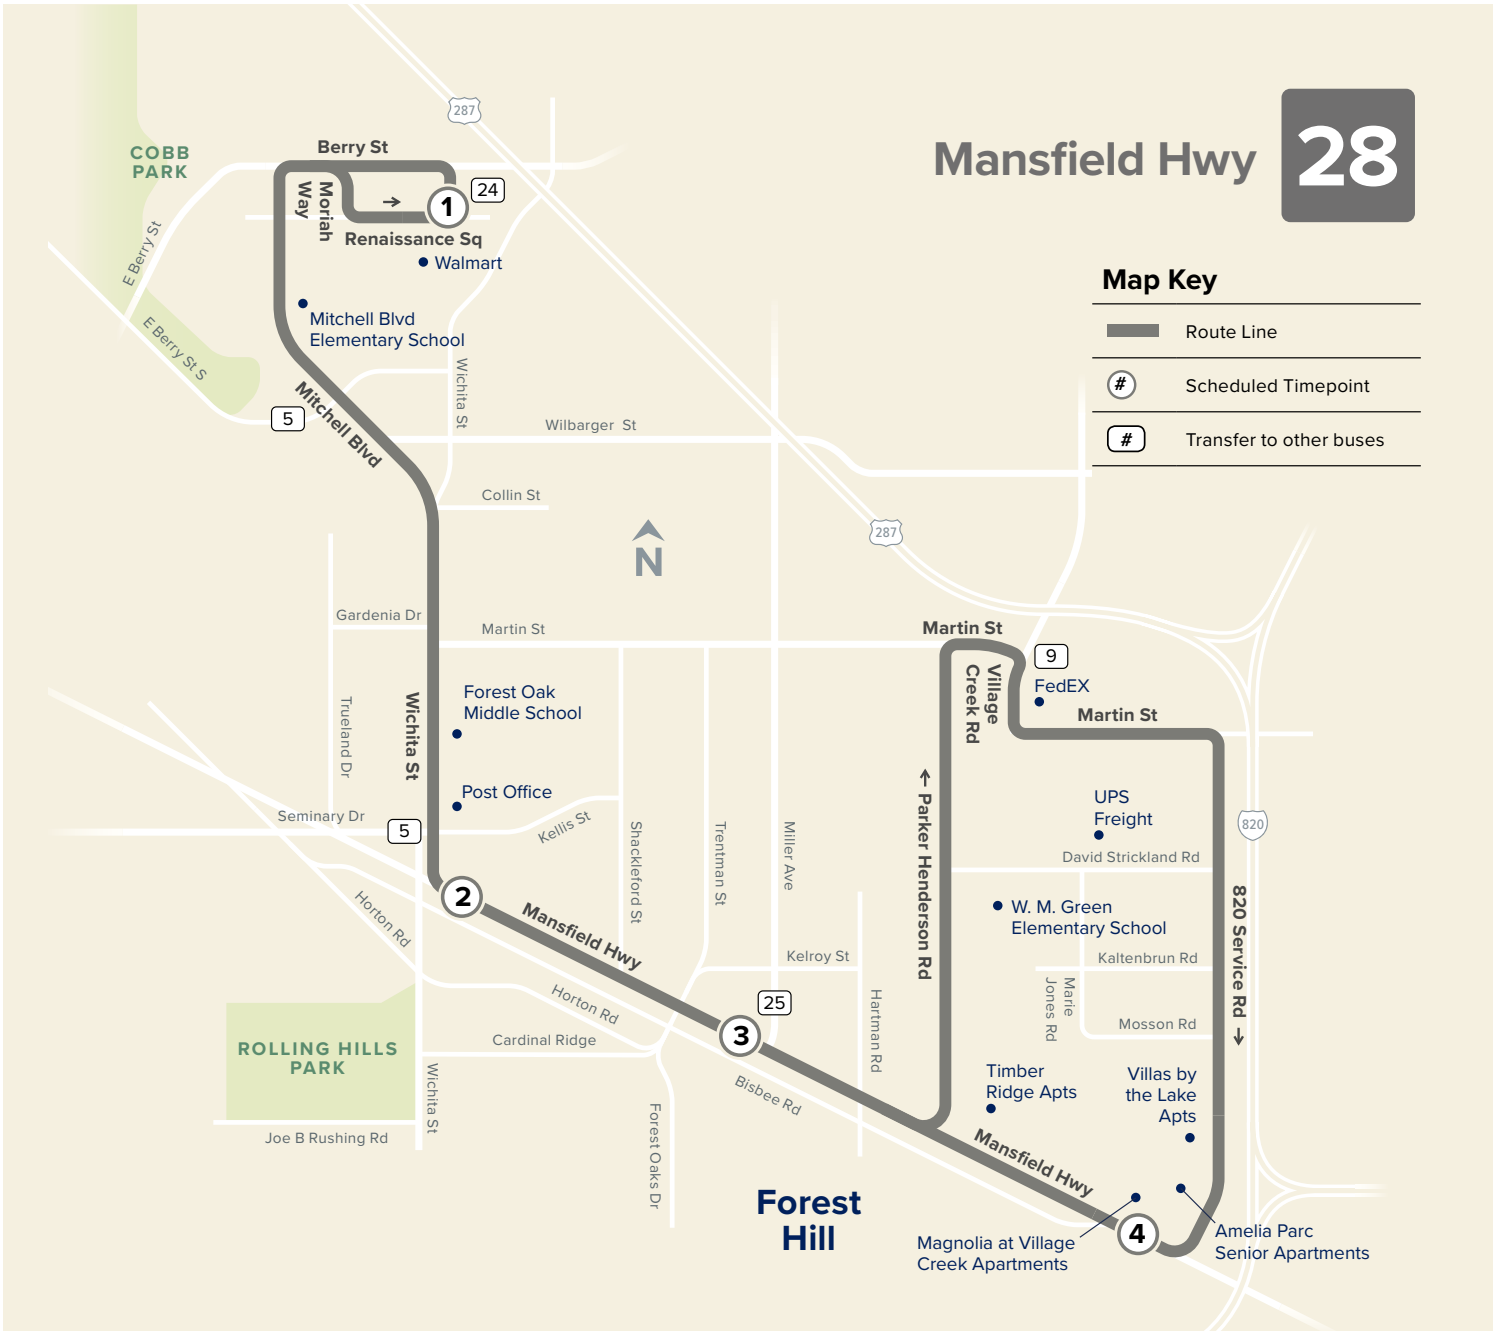 Mansfield Hwy
28
Map Key
Route Line
# Scheduled Timepoint
# Transfer to other buses
287
COBB
PARK
Berry St
24
1
Moriah
Way
Renaissance Sq
Walmart
E Berry St
Mitchell Blvd
Elementary School
E Berry St S
Wichita St
5
Mitchell Blvd
Wilbarger St
Collin St
N
287
Gardenia Dr
Martin St
Martin St
9
Village
Creek Rd
FedEX
Martin St
Forest Oak
Middle School
Trueland Dr
Wichita St
Post Office
Seminary Dr
5
Kellis St
Shackleford St
Trentman St
Miller Ave
Parker Henderson Rd
UPS
Freight
820
David Strickland Rd
820 Service Rd
W. M. Green
Elementary School
2
Horton Rd
Mansfield Hwy
Kelroy St
Kaltenbrun Rd
Marie
Jones Rd
Mosson Rd
Horton Rd
25
3
Hartman Rd
Cardinal Ridge
ROLLING HILLS
PARK
Wichita St
Joe B Rushing Rd
Bisbee Rd
Forest Oaks Dr
Timber
Ridge Apts
Villas by
the Lake
Apts
Mansfield Hwy
Forest
Hill
4
Magnolia at Village
Creek Apartments
Amelia Parc
Senior Apartments